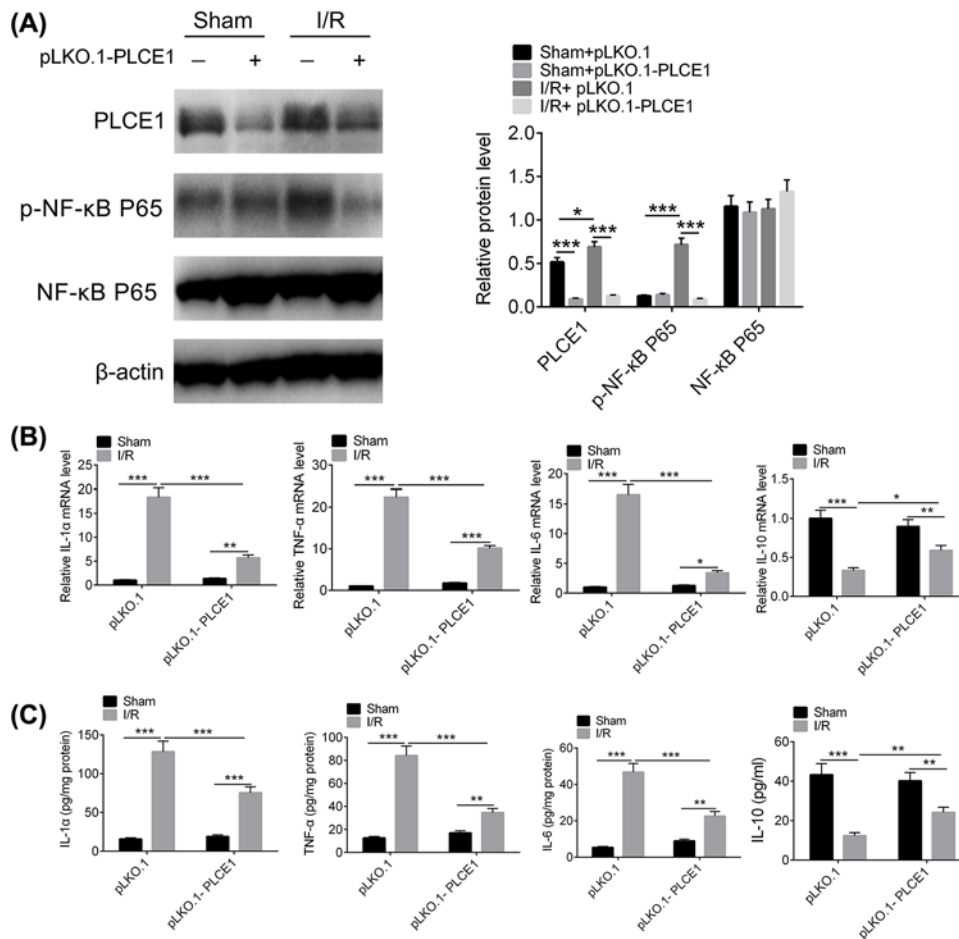 (A)
Sham I/R
pLKO.1-PLCE1 – + – +
PLCE1
p-NF-κB P65
NF-κB P65
β-actin
Sham+pLKO.1
Sham+pLKO.1-PLCE1
I/R+ pLKO.1
I/R+ pLKO.1-PLCE1
Relative protein level
2.0
1.5
1.0
0.5
0.0
*
*** ***
***
***
PLCE1
p-NF-κB P65
NF-κB P65
(B)
Sham
I/R
Relative IL-1α mRNA level
25
20
15
10
5
0
*** ***
**
pLKO.1
pLKO.1- PLCE1
Sham
I/R
Relative TNF-α mRNA level
30
20
10
0
*** ***
***
pLKO.1
pLKO.1- PLCE1
Sham
I/R
Relative IL-6 mRNA level
20
15
10
5
0
*** ***
*
pLKO.1
pLKO.1- PLCE1
Sham
I/R
Relative IL-10 mRNA level
1.5
1.0
0.5
0.0
*** *
**
pLKO.1
pLKO.1- PLCE1
(C)
Sham
I/R
IL-1α (pg/mg protein)
150
100
50
0
*** ***
***
pLKO.1
pLKO.1- PLCE1
Sham
I/R
TNF-α (pg/mg protein)
100
80
60
40
20
0
*** ***
**
pLKO.1
pLKO.1- PLCE1
Sham
I/R
IL-6 (pg/mg protein)
60
40
20
0
*** ***
**
pLKO.1
pLKO.1- PLCE1
Sham
I/R
IL-10 (pg/ml)
60
40
20
0
*** **
**
pLKO.1
pLKO.1- PLCE1